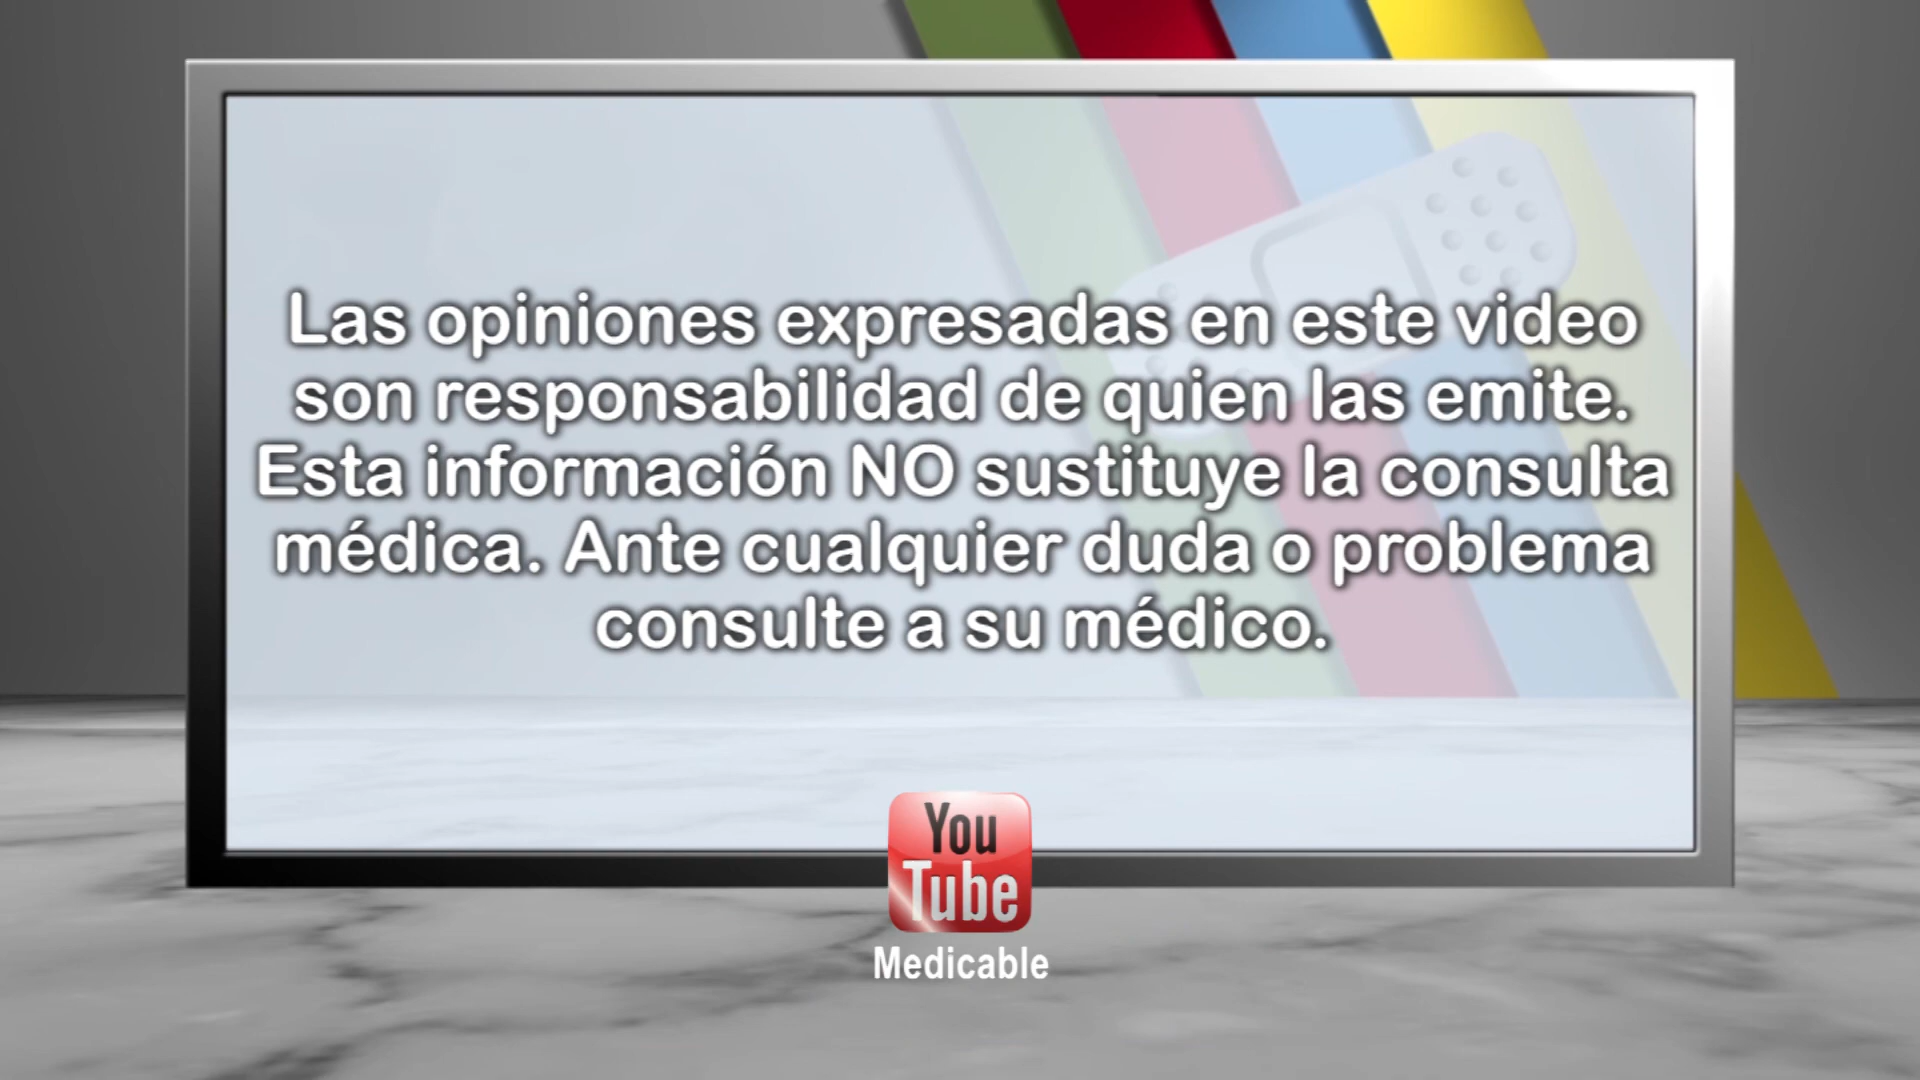 Las opiniones expresadas en este video
son responsabilidad de quien las emite.
Esta información NO sustituye la consulta
médica. Ante cualquier duda o problema
consulte a su médico.
You
Tube
Medicable